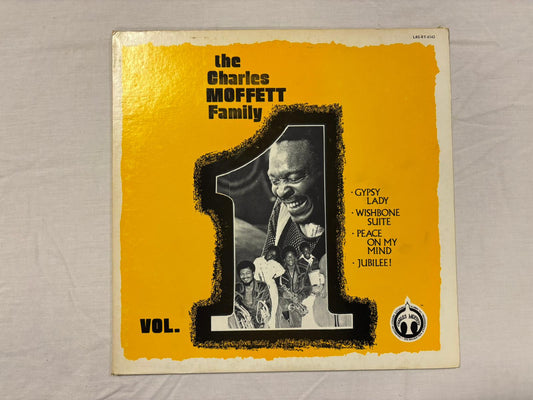 the
Charles
MOFFETT
Family
1
· GYPSY
LADY
· WISHBONE
SUITE
· PEACE
ON MY
MIND
· JUBILEE!
VOL.